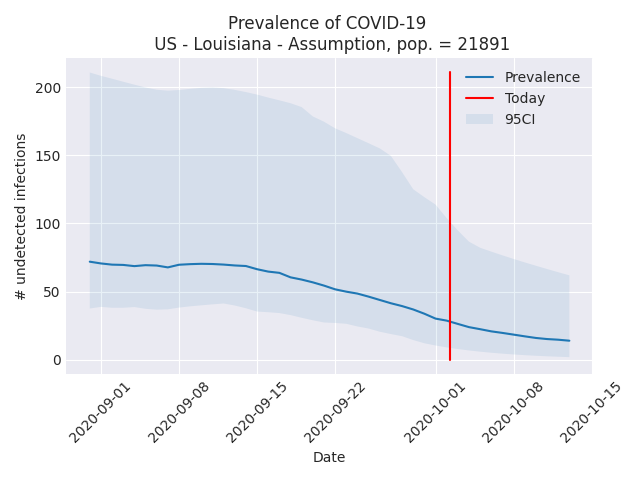 Prevalence of COVID-19
US - Louisiana - Assumption, pop. = 21891
Prevalence
Today
95CI
# undetected infections
200
150
100
50
0
2020-09-01
2020-09-08
2020-09-15
2020-09-22
2020-10-01
2020-10-08
2020-10-15
Date